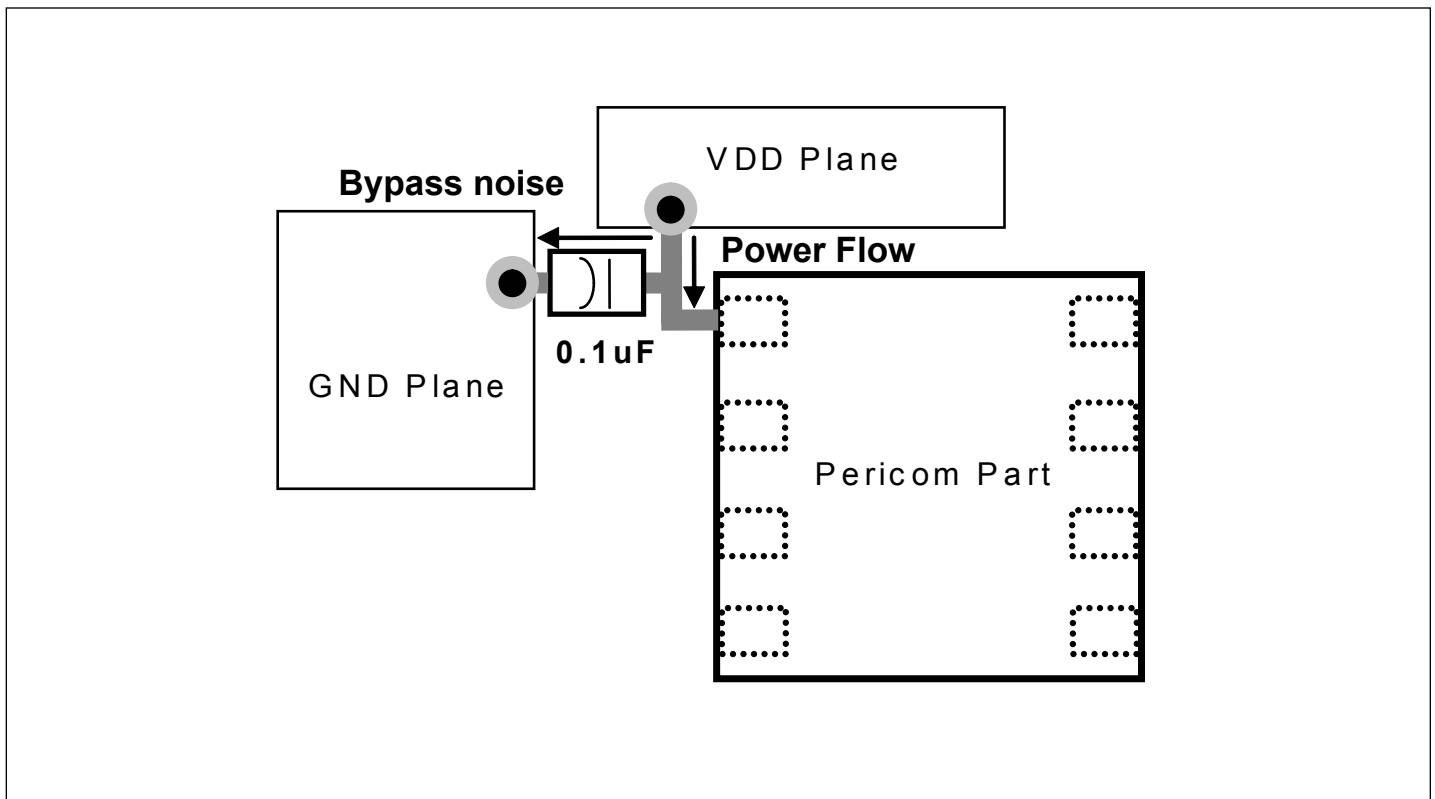 VDD Plane
Bypass noise
Power Flow
0.1uF
GND Plane
Pericom Part